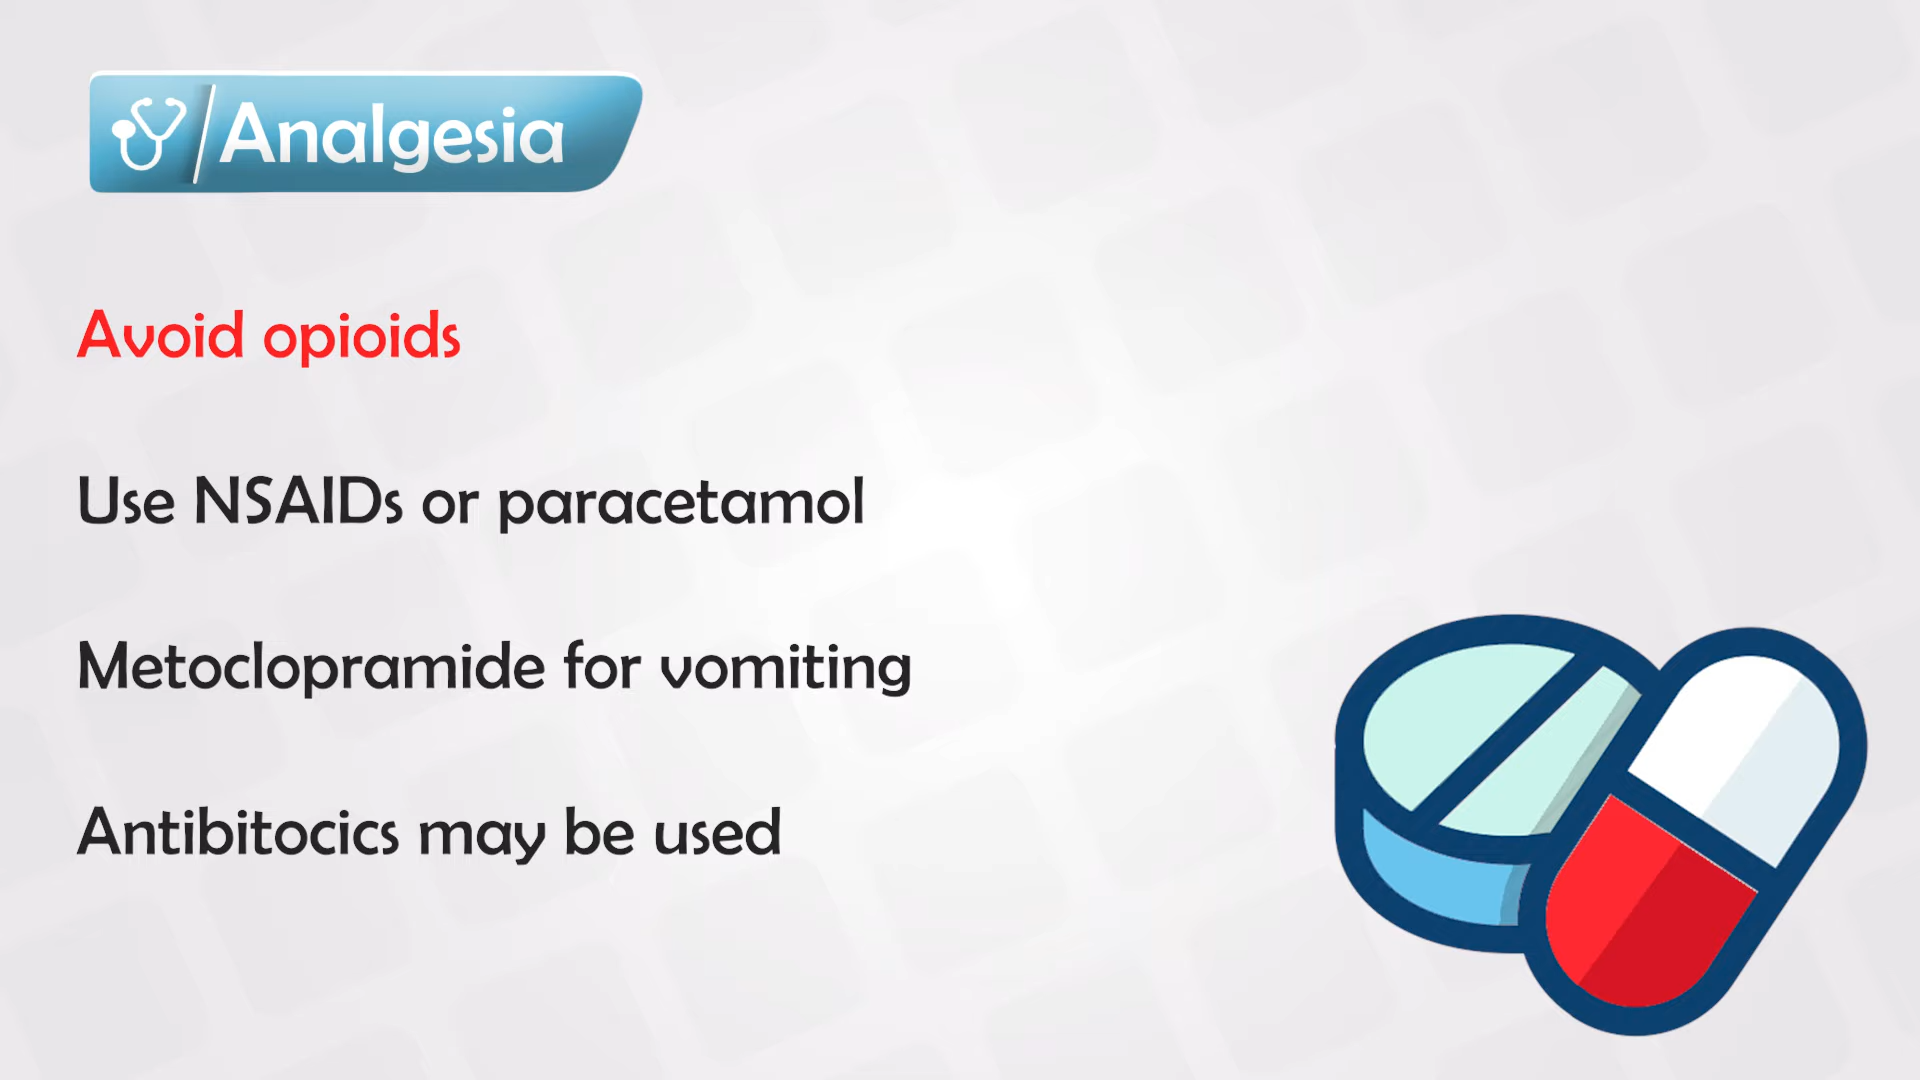 Analgesia
Avoid opioids
Use NSAIDs or paracetamol
Metoclopramide for vomiting
Antibitocics may be used